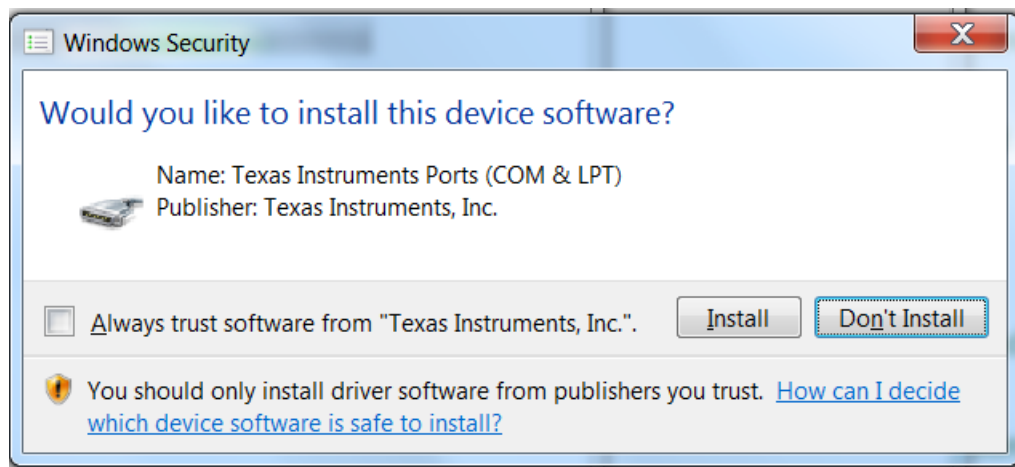 Windows Security
Would you like to install this device software?
Name: Texas Instruments Ports (COM & LPT)
Publisher: Texas Instruments, Inc.
Always trust software from "Texas Instruments, Inc.".
Install
Don't Install
You should only install driver software from publishers you trust. How can I decide
which device software is safe to install?